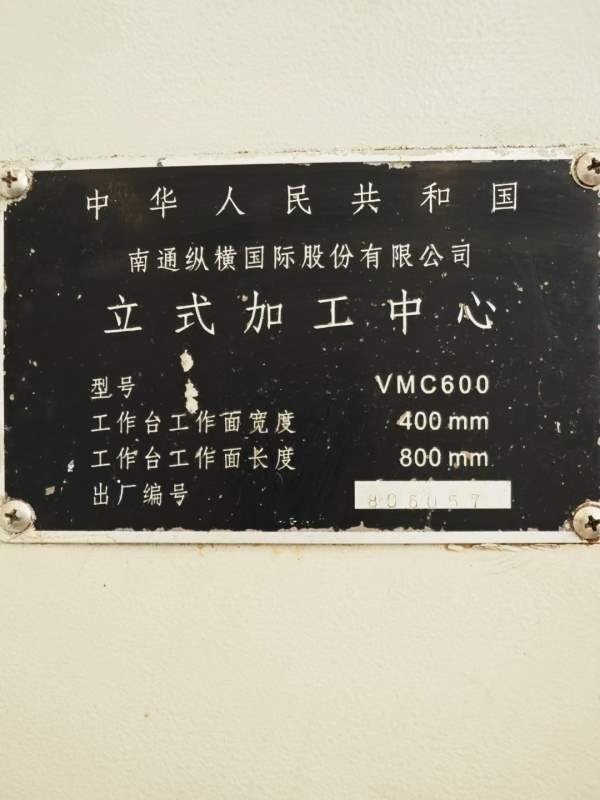 中华人民共和国
南通纵横国际股份有限公司
立式加工中心
型号 VMC600
工作台工作面宽度 400 mm
工作台工作面长度 800 mm
出厂编号 806057